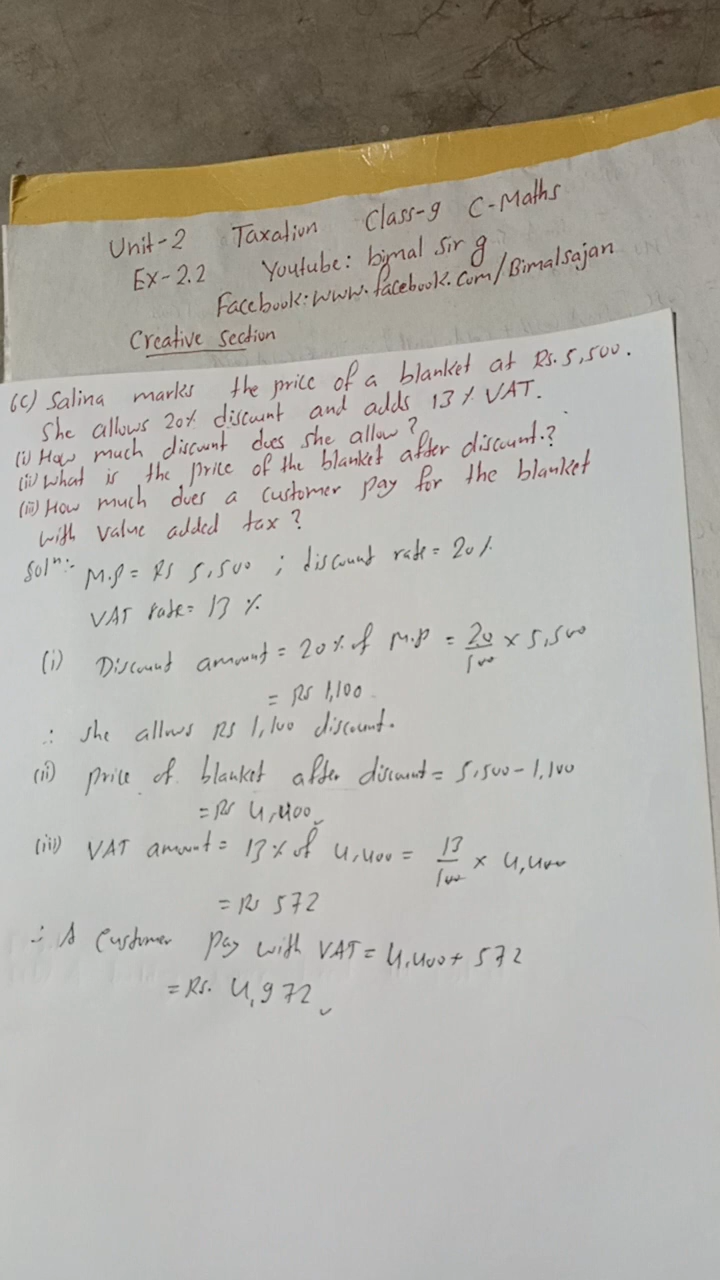 Unit-2 Taxation Class-9 C-Maths
Ex-2.2 Youtube: bimal Sir g
Facebook: www.facebook.com/Bimalsajan
Creative section
6c) Salina marks the price of a blanket at Rs. 5,500.
She allows 20% discount and adds 13% VAT.
(i) How much discount does she allow?
(ii) What is the price of the blanket after discount.?
(iii) How much does a customer pay for the blanket
with value added tax?
Solⁿ:- M.P = Rs 5,500 ; discount rate = 20%
VAT rate = 13 %
(i) Discount amount = 20% of M.P = 20/100 × 5,500
= Rs 1,100
∴ she allows Rs 1,100 discount.
(ii) price of blanket after discount = 5,500 - 1,100
= Rs 4,400
(iii) VAT amount = 13% of 4,400 = 13/100 × 4,400
= Rs 572
∴ A customer pay with VAT = 4,400 + 572
= Rs. 4,972